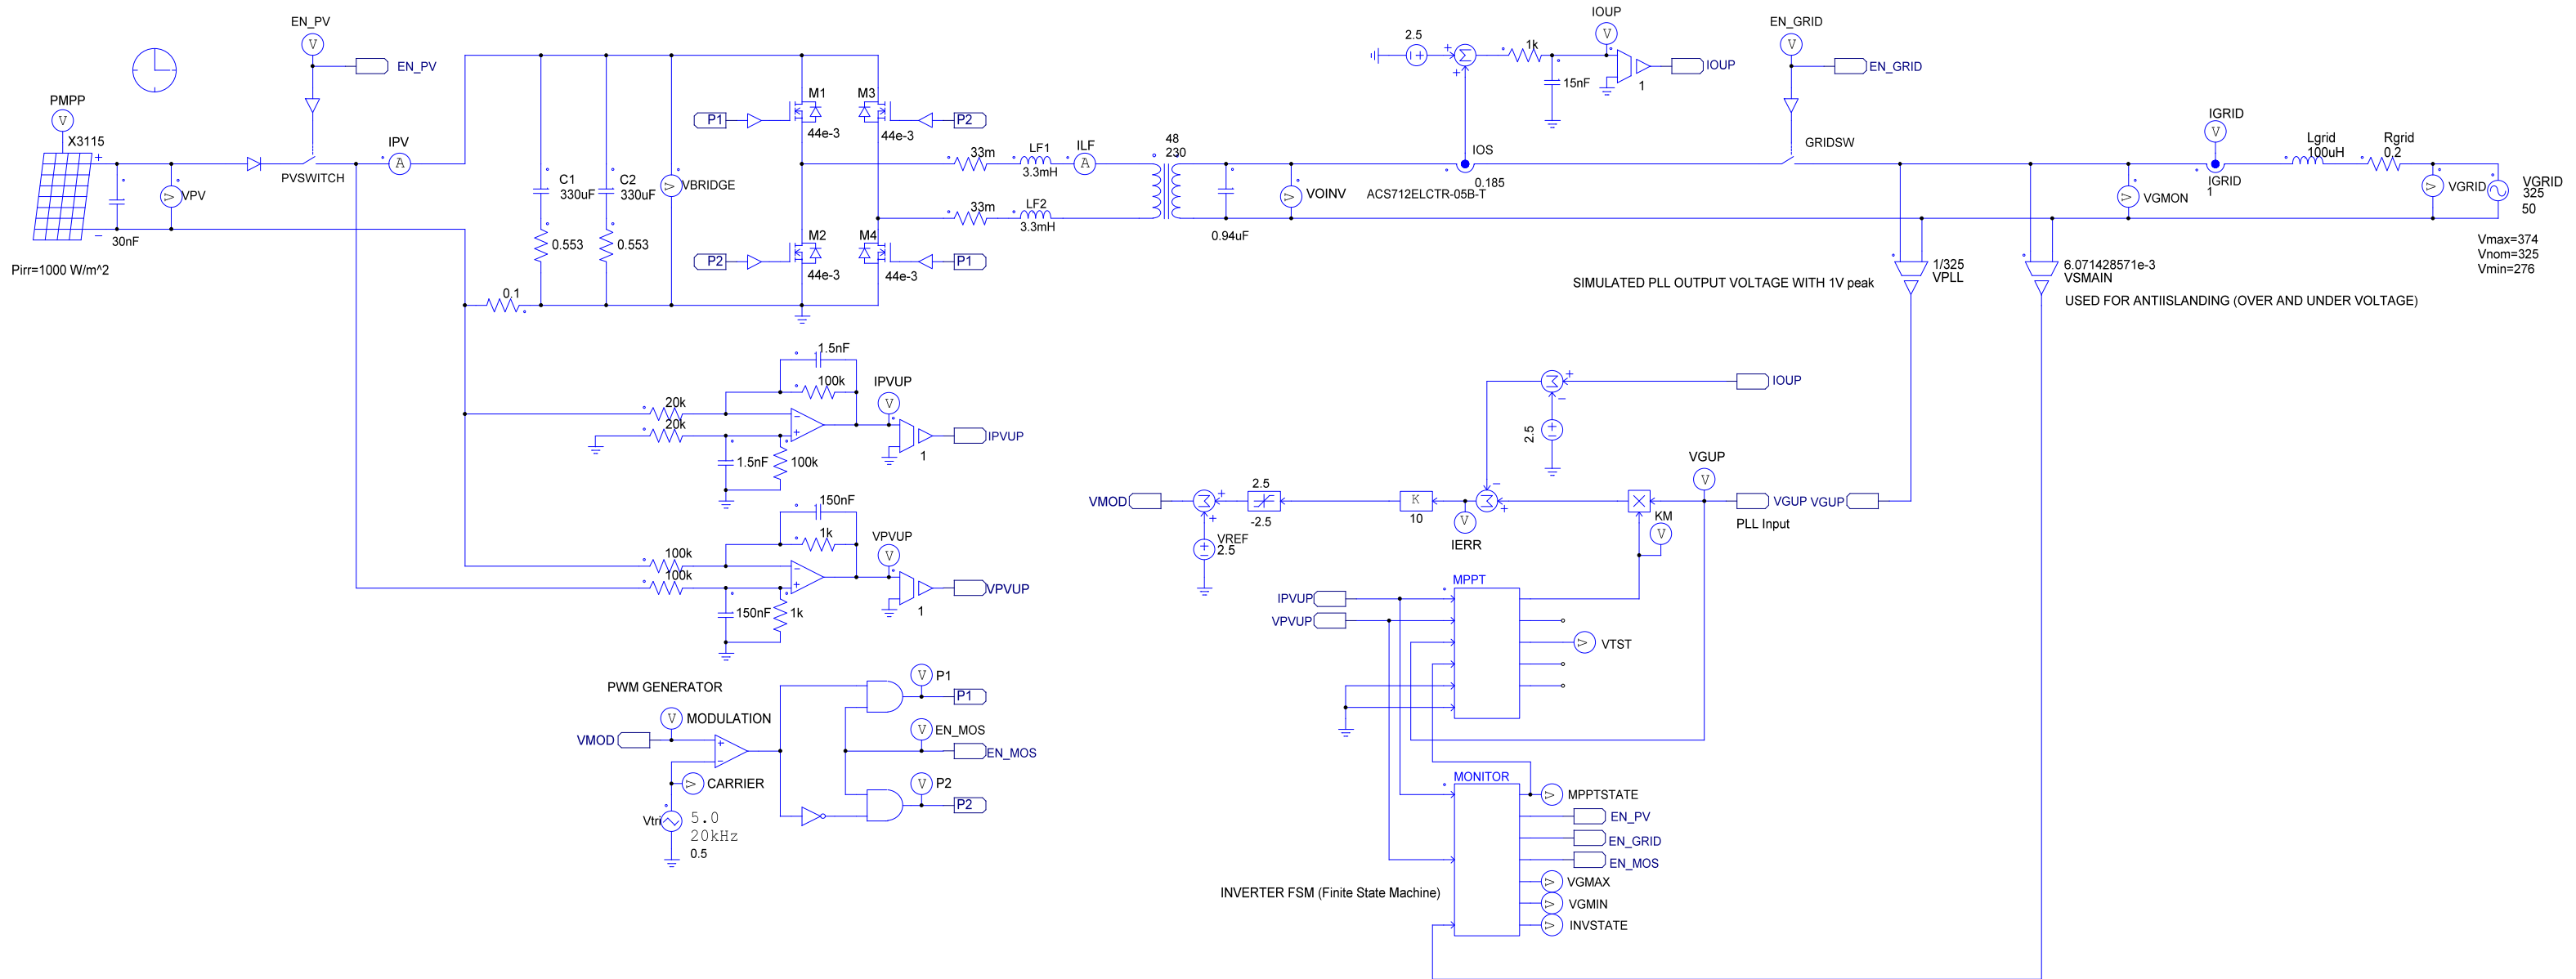 EN_PV
V
EN_PV
PMPP
V
X3115
+
−
IPV
A
VPV
V
30nF
Pirr=1000 W/m^2
PVSWITCH
0.1
C1
330uF
0.553
C2
330uF
0.553
V
VBRIDGE
M1
44e-3
M3
44e-3
M2
44e-3
M4
44e-3
P1
P2
P2
P1
33m
LF1
3.3mH
ILF
A
33m
LF2
3.3mH
48
230
0.94uF
V
VOINV
2.5
+
+
Σ
1k
IOUP
V
15nF
1
IOUP
IOS
0.185
ACS712ELCTR-05B-T
EN_GRID
V
EN_GRID
GRIDSW
IGRID
V
IGRID
1
V
VGMON
Lgrid
100uH
Rgrid
0.2
V
VGRID
VGRID
325
50
Vmax=374
Vnom=325
Vmin=276
1/325
VPLL
SIMULATED PLL OUTPUT VOLTAGE WITH 1V peak
6.071428571e-3
VSMAIN
USED FOR ANTIISLANDING (OVER AND UNDER VOLTAGE)
1.5nF
100k
20k
20k
1.5nF
100k
IPVUP
V
1
IPVUP
150nF
1k
100k
100k
150nF
1k
VPVUP
V
1
VPVUP
PWM GENERATOR
VMOD
V
MODULATION
V
CARRIER
Vtri
5.0
20kHz
0.5
V
P1
P1
V
EN_MOS
EN_MOS
V
P2
P2
IOUP
Σ
+
−
2.5
VMOD
Σ
+
+
VREF
2.5
2.5
-2.5
K
10
V
IERR
Σ
−
+
VGUP
V
VGUP
VGUP
PLL Input
KM
V
MPPT
IPVUP
VPVUP
V
VTST
MONITOR
V
MPPTSTATE
EN_PV
EN_GRID
EN_MOS
V
VGMAX
V
VGMIN
V
INVSTATE
INVERTER FSM (Finite State Machine)